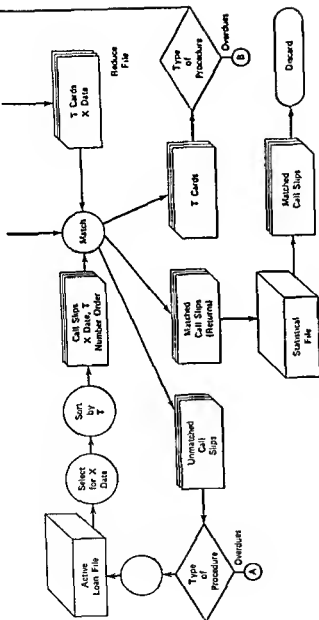 Active
Loan File
Select
for X
Date
Sort
by
T
Call Slips
X Date, T
Number Order
Match
T Cards
X Date
Reduce
File
Type
of
Procedure
Overdues
A
Unmatched
Call
Slips
Matched
Call Slips
(Returns)
T Cards
Type
of
Procedure
Overdues
B
Statistical
File
Matched
Call Slips
Discard